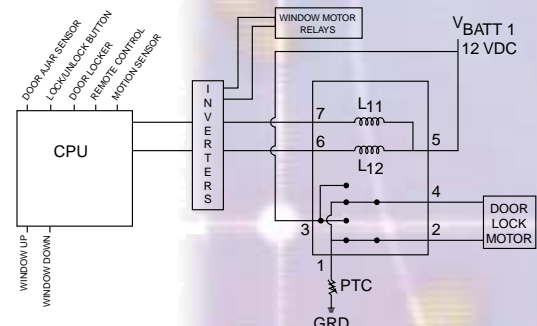 DOOR AJAR SENSOR
LOCK/UNLOCK BUTTON
DOOR LOCKER
REMOTE CONTROL
MOTION SENSOR
WINDOW MOTOR
RELAYS
VBATT 1
12 VDC
INVERTERS
CPU
L11
7
6
L12
5
4
3
2
1
DOOR
LOCK
MOTOR
PTC
GRD
WINDOW UP
WINDOW DOWN